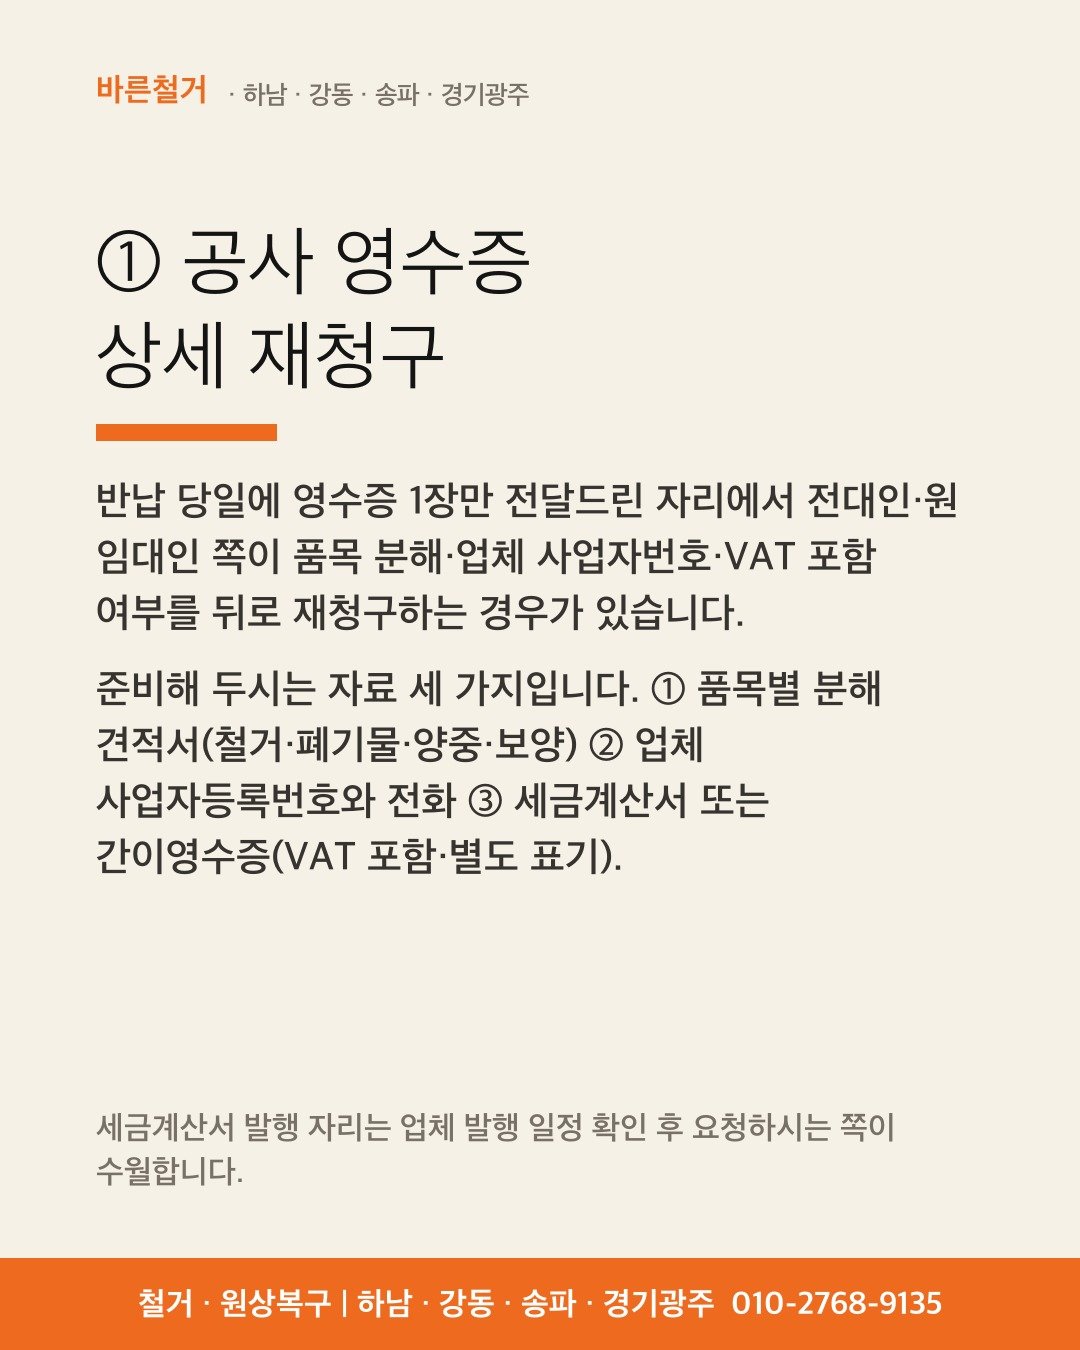 바른철거 · 하남 · 강동 · 송파 · 경기광주
① 공사 영수증
상세 재청구
반납 당일에 영수증 1장만 전달드린 자리에서 전대인·원
임대인 쪽이 품목 분해·업체 사업자번호·VAT 포함
여부를 뒤로 재청구하는 경우가 있습니다.
준비해 두시는 자료 세 가지입니다. ① 품목별 분해
견적서(철거·폐기물·양중·보양) ② 업체
사업자등록번호와 전화 ③ 세금계산서 또는
간이영수증(VAT 포함·별도 표기).
세금계산서 발행 자리는 업체 발행 일정 확인 후 요청하시는 쪽이
수월합니다.
철거 · 원상복구 | 하남 · 강동 · 송파 · 경기광주 010-2768-9135